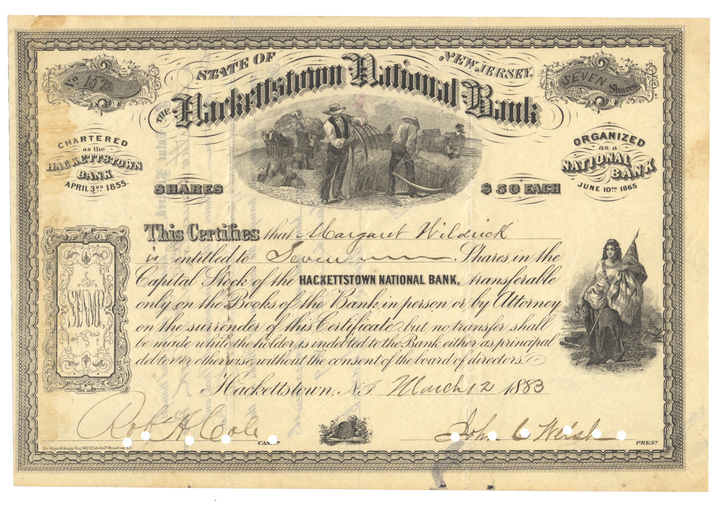 No. 157
STATE OF NEW JERSEY.
SEVEN Shares
THE Hackettstown National Bank
CHARTERED
as the
HACKETTSTOWN
BANK
APRIL 3RD 1855.
ORGANIZED
as a
NATIONAL
BANK
JUNE 10TH 1865
SHARES
$50 EACH
This Certifies that Margaret Wildrick
is entitled to Seven Shares in the
Capital Stock of the HACKETTSTOWN NATIONAL BANK, transferable
only on the Books of the Bank in person or by Attorney
on the surrender of this Certificate, but no transfer shall
be made while the holder is indebted to the Bank either as principal
debtor or otherwise, without the consent of the board of directors.
STAMP.
Hackettstown, N.J. March 12 1883
Rob H Cole
CASHR
John C Welsh
PREST